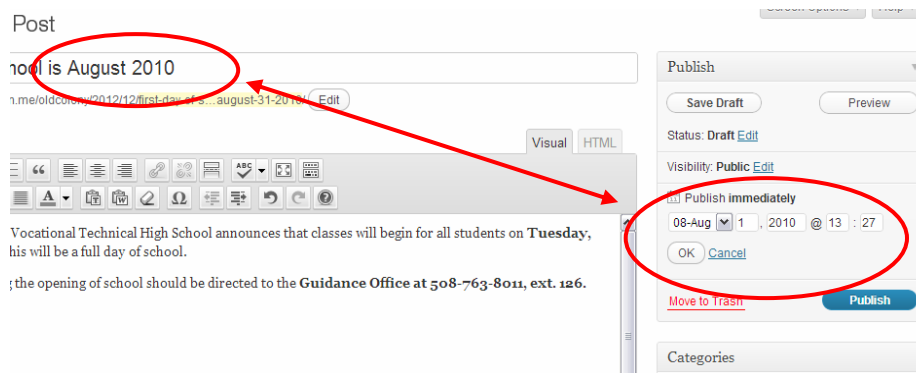 Post
Screen Options Help
hool is August 2010
n.me/oldcolony/2012/12/first-day-of-s...august-31-2010/ Edit
Visual HTML
ABC
Vocational Technical High School announces that classes will begin for all students on Tuesday,
his will be a full day of school.
g the opening of school should be directed to the Guidance Office at 508-763-8011, ext. 126.
Publish
Save Draft Preview
Status: Draft Edit
Visibility: Public Edit
Publish immediately
08-Aug 1 , 2010 @ 13 : 27
OK Cancel
Move to Trash Publish
Categories